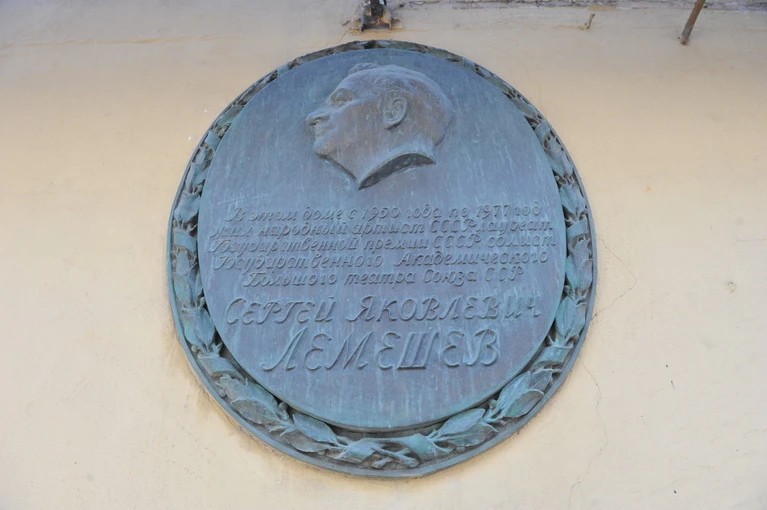 В этом доме с 1950 года по 1977 год
жил народный артист СССР, лауреат
Государственной премии СССР солист
Государственного Академического
Большого театра Союза ССР
Сергей Яковлевич
Лемешев